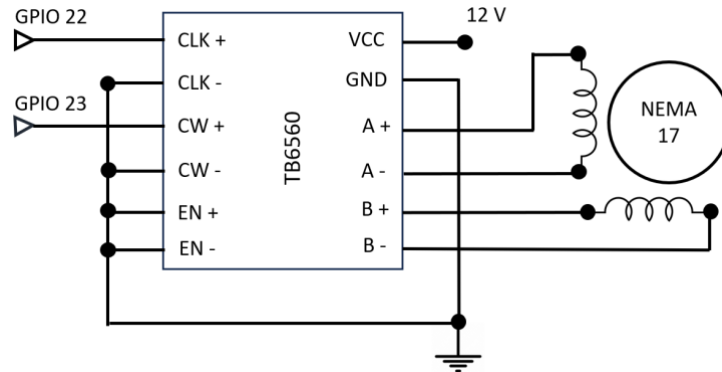 GPIO 22
12 V
CLK +
VCC
CLK -
GND
GPIO 23
CW +
A +
NEMA
17
TB6560
CW -
A -
EN +
B +
EN -
B -